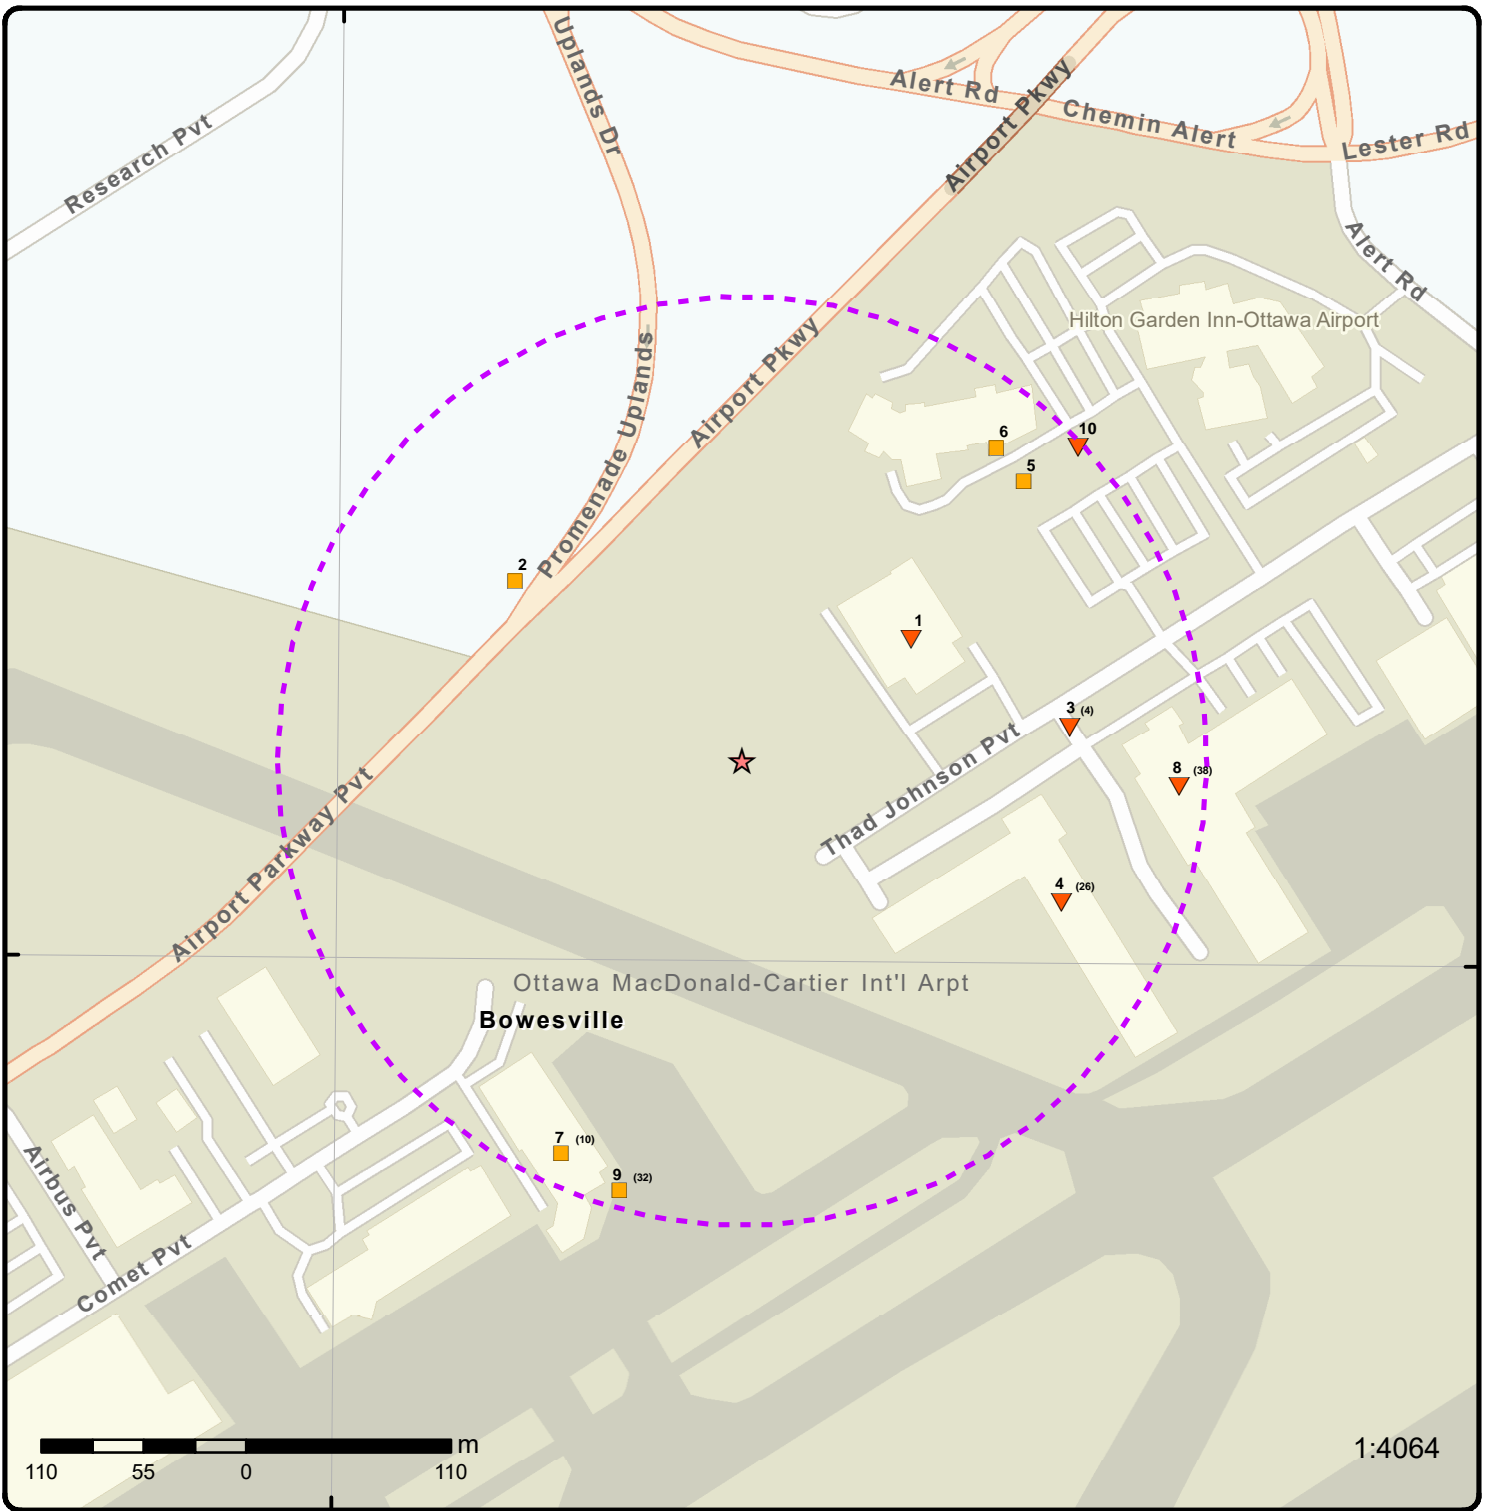 Uplands Dr
Research Pvt
Alert Rd
Airport Pkwy
Chemin Alert
Lester Rd
Alert Rd
Hilton Garden Inn-Ottawa Airport
Promenade Uplands
Airport Pkwy
10
6
5
2
1
3 (4)
Thad Johnson Pvt
8 (38)
Airport Parkway Pvt
4 (26)
Ottawa MacDonald-Cartier Int'l Arpt
Bowesville
7 (10)
9 (32)
Airbus Pvt
Comet Pvt
m
110 55 0 110
1:4064